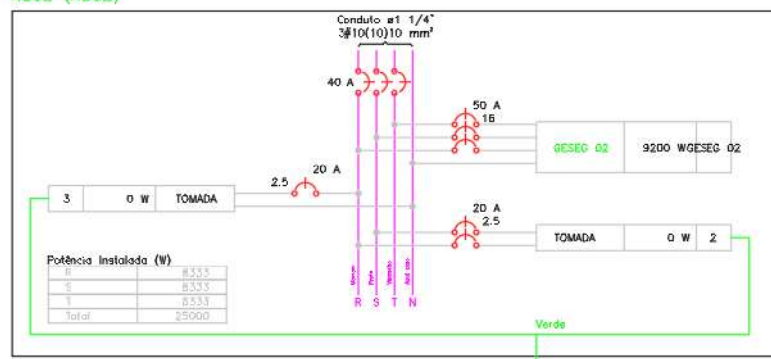 Conduto ø1 1/4"
3#10(10)10 mm²
40 A
50 A
16
GESEG 02 9200 WGESEG 02
20 A
2.5
3 0 W TOMADA
20 A
2.5
TOMADA 0 W 2
Potência Instalada (W)
R 8333
S 8333
T 8333
Total 25000
Vermelho
R S T N
Verde